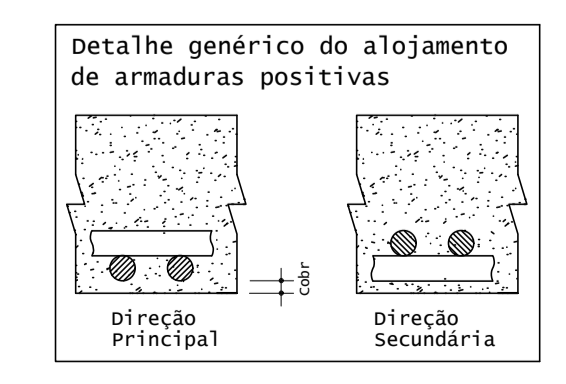 Detalhe genérico do alojamento
de armaduras positivas
Cobr
Direção
Principal
Direção
Secundária